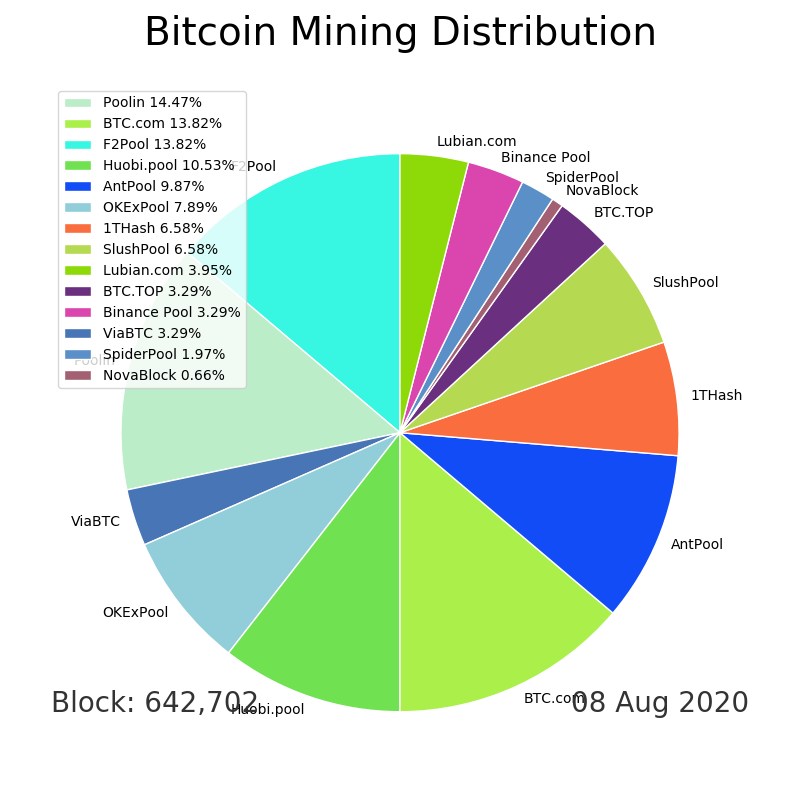 Bitcoin Mining Distribution
Poolin 14.47%
BTC.com 13.82%
F2Pool 13.82%
Huobi.pool 10.53%
AntPool 9.87%
OKExPool 7.89%
1THash 6.58%
SlushPool 6.58%
Lubian.com 3.95%
BTC.TOP 3.29%
Binance Pool 3.29%
ViaBTC 3.29%
SpiderPool 1.97%
NovaBlock 0.66%
Lubian.com
Binance Pool
SpiderPool
NovaBlock
BTC.TOP
SlushPool
1THash
AntPool
BTC.com
Huobi.pool
OKExPool
ViaBTC
Poolin
F2Pool
Block: 642,702
08 Aug 2020